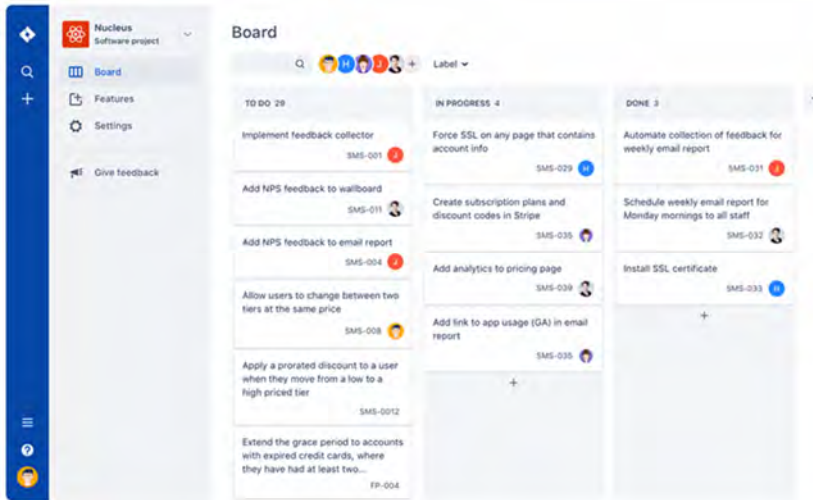 Nucleus
Software project
Board
Features
Settings
Give feedback
Board
H
J
+
Label
TO DO 29
Implement feedback collector
SMS-001 J
Add NPS feedback to wallboard
SMS-011
Add NPS feedback to email report
SMS-004 J
Allow users to change between two
tiers at the same price
SMS-008
Apply a prorated discount to a user
when they move from a low to a
high priced tier
SMS-0012
Extend the grace period to accounts
with expired credit cards, where
they have had at least two...
FP-004
IN PROGRESS 4
Force SSL on any page that contains
account info
SMS-029 H
Create subscription plans and
discount codes in Stripe
SMS-035
Add analytics to pricing page
SMS-039
Add link to app usage (GA) in email
report
SMS-035
+
DONE 3
Automate collection of feedback for
weekly email report
SMS-031 J
Schedule weekly email report for
Monday mornings to all staff
SMS-032
Install SSL certificate
SMS-033 H
+